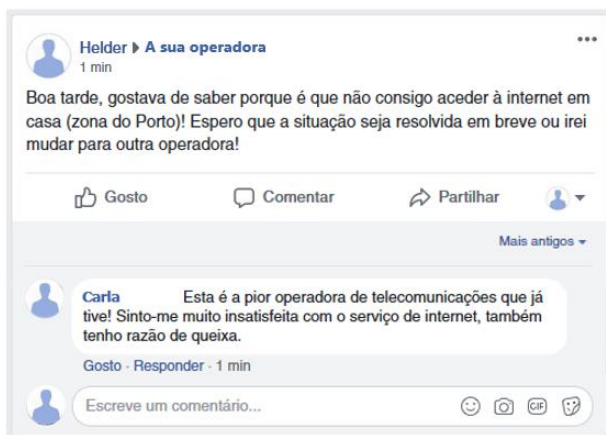 Helder ▸ A sua operadora
1 min
Boa tarde, gostava de saber porque é que não consigo aceder à internet em
casa (zona do Porto)! Espero que a situação seja resolvida em breve ou irei
mudar para outra operadora!
Gosto Comentar Partilhar
Mais antigos
Carla Esta é a pior operadora de telecomunicações que já
tive! Sinto-me muito insatisfeita com o serviço de internet, também
tenho razão de queixa.
Gosto · Responder · 1 min
Escreve um comentário... GIF